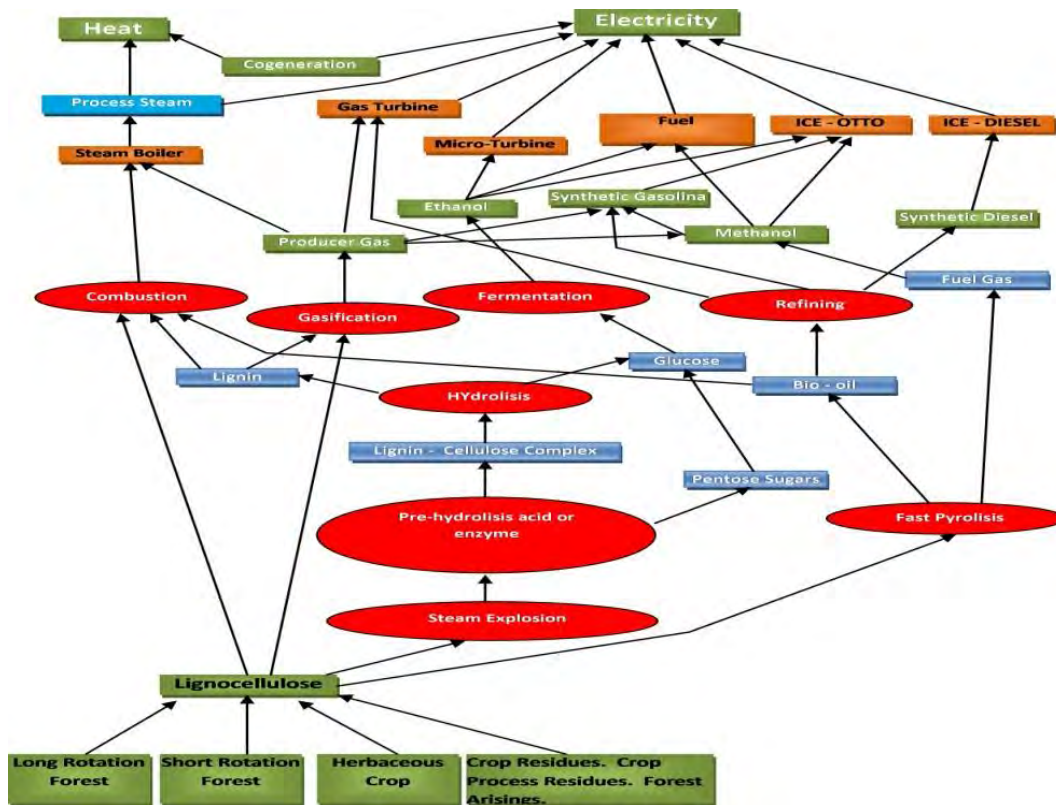 Heat
Electricity
Cogeneration
Process Steam
Gas Turbine
Fuel
ICE - OTTO
ICE - DIESEL
Steam Boiler
Micro-Turbine
Ethanol
Synthetic Gasolina
Synthetic Diesel
Producer Gas
Methanol
Fuel Gas
Combustion
Gasification
Fermentation
Refining
Lignin
Glucose
Bio - oil
HYdrolisis
Lignin - Cellulose Complex
Pentose Sugars
Pre-hydrolisis acid or
enzyme
Fast Pyrolisis
Steam Explosion
Lignocellulose
Long Rotation
Forest
Short Rotation
Forest
Herbaceous
Crop
Crop Residues. Crop
Process Residues. Forest
Arisings.